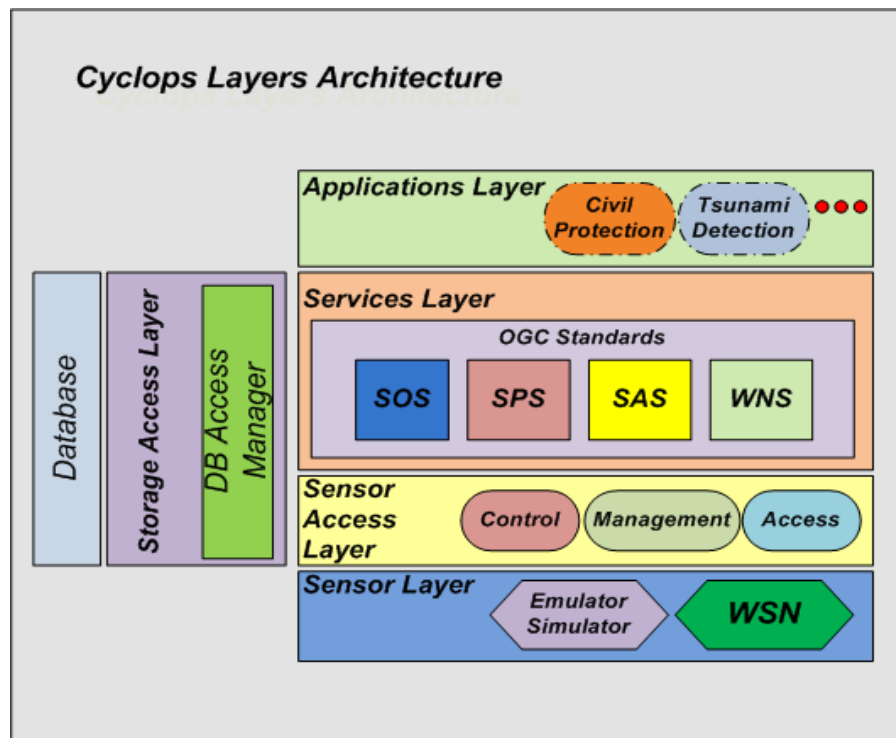 Cyclops Layers Architecture
Applications Layer
Civil
Protection
Tsunami
Detection
Services Layer
OGC Standards
SOS
SPS
SAS
WNS
Database
Storage Access Layer
DB Access
Manager
Sensor
Access
Layer
Control
Management
Access
Sensor Layer
Emulator
Simulator
WSN